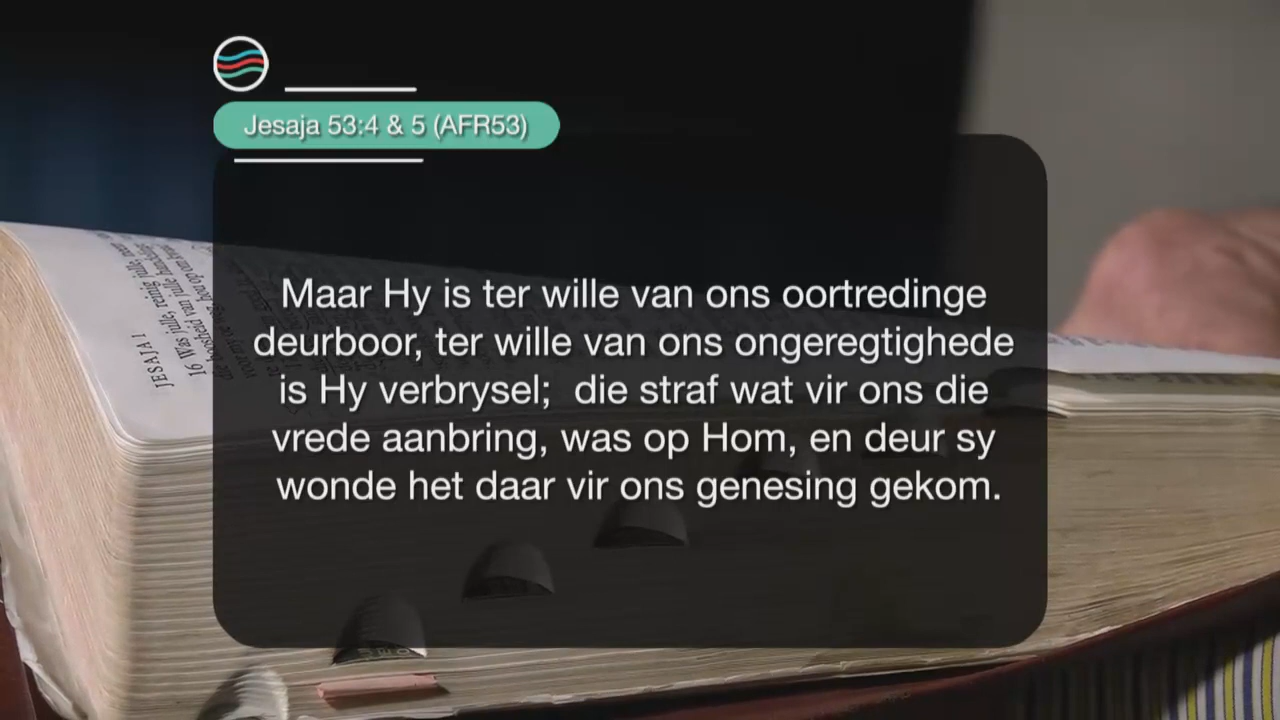 Jesaja 53:4 & 5 (AFR53)
Maar Hy is ter wille van ons oortredinge
deurboor, ter wille van ons ongeregtighede
is Hy verbrysel;  die straf wat vir ons die
vrede aanbring, was op Hom, en deur sy
wonde het daar vir ons genesing gekom.
JESAJA 1
16 Was julle, reinig julle, neem